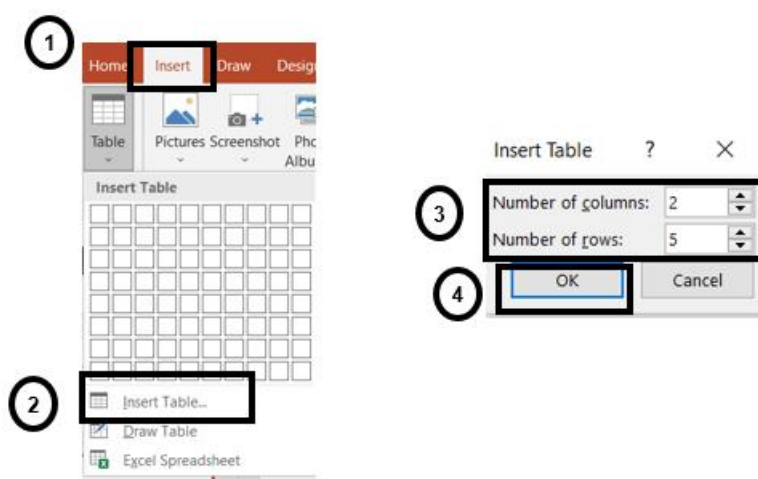 1
Home Insert Draw Desig
Table Pictures Screenshot Pho
Albu
Insert Table
2
Insert Table...
Draw Table
Excel Spreadsheet
Insert Table ? ×
3
Number of columns: 2
Number of rows: 5
4
OK Cancel